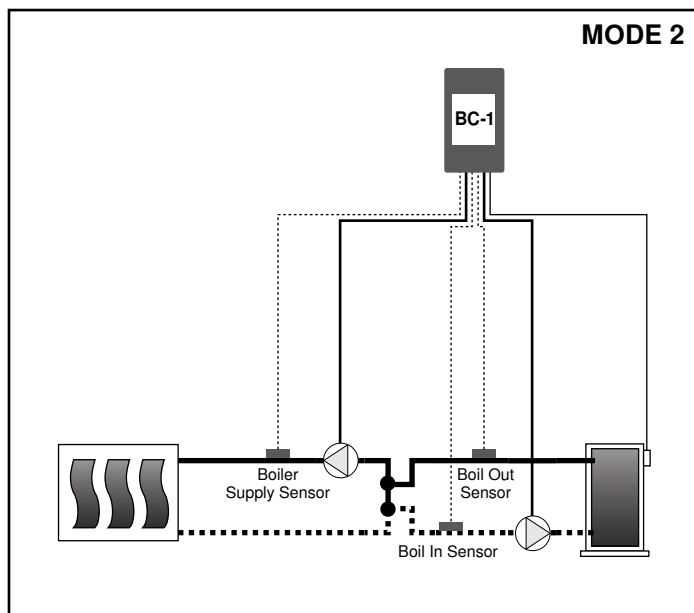 MODE 2
BC-1
Boiler
Supply Sensor
Boil Out
Sensor
Boil In Sensor